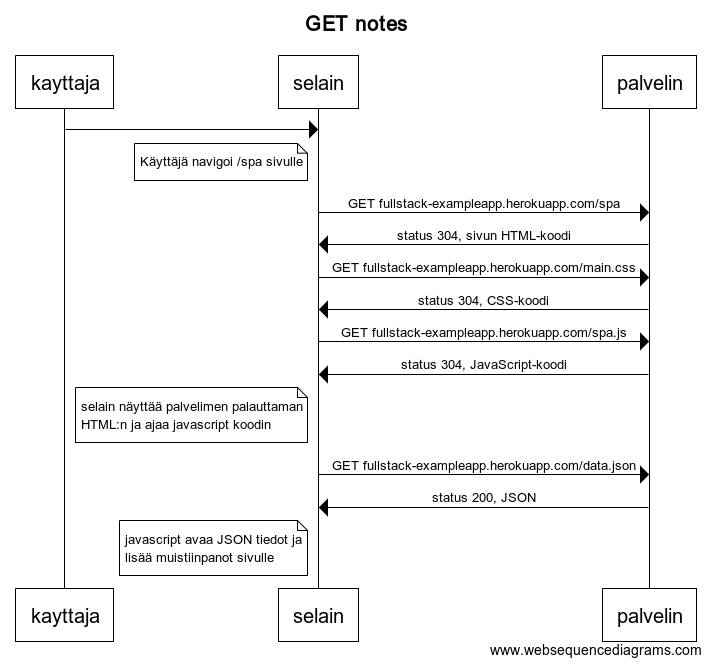 GET notes
kayttaja
selain
palvelin
Käyttäjä navigoi /spa sivulle
GET fullstack-exampleapp.herokuapp.com/spa
status 304, sivun HTML-koodi
GET fullstack-exampleapp.herokuapp.com/main.css
status 304, CSS-koodi
GET fullstack-exampleapp.herokuapp.com/spa.js
status 304, JavaScript-koodi
selain näyttää palvelimen palauttaman
HTML:n ja ajaa javascript koodin
GET fullstack-exampleapp.herokuapp.com/data.json
status 200, JSON
javascript avaa JSON tiedot ja
lisää muistiinpanot sivulle
kayttaja
selain
palvelin
www.websequencediagrams.com